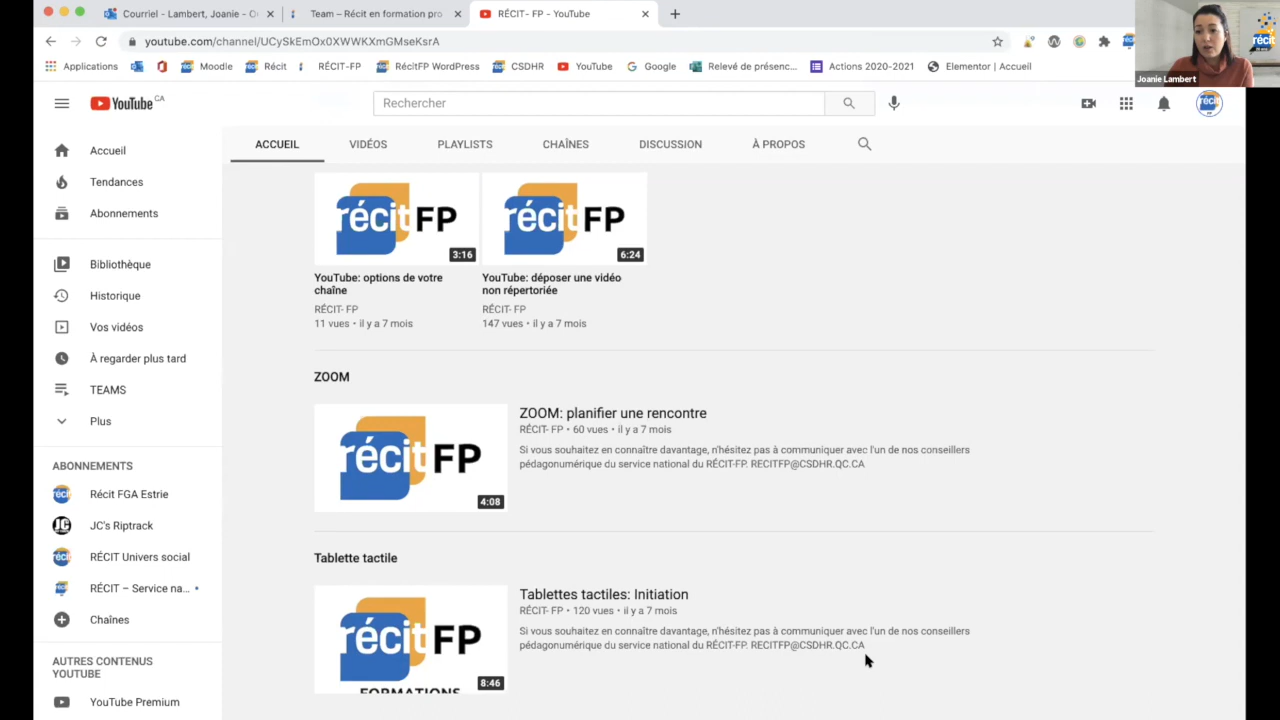 Courriel - Lambert, Joanie - O
Team – Récit en formation pro
RÉCIT- FP - YouTube
youtube.com/channel/UCySkEmOx0XWWKXmGMseKsrA
Applications
Moodle
Récit
RÉCIT-FP
RécitFP WordPress
CSDHR
YouTube
Google
Relevé de présenc...
Actions 2020-2021
Elementor | Accueil
récit
Joanie Lambert
YouTube CA
Rechercher
récit
ACCUEIL
VIDÉOS
PLAYLISTS
CHAÎNES
DISCUSSION
À PROPOS
Accueil
Tendances
Abonnements
Bibliothèque
Historique
Vos vidéos
À regarder plus tard
TEAMS
Plus
ABONNEMENTS
Récit FGA Estrie
JC's Riptrack
RÉCIT Univers social
RÉCIT – Service na...
Chaînes
AUTRES CONTENUS
YOUTUBE
YouTube Premium
récit FP
3:16
YouTube: options de votre
chaîne
RÉCIT- FP
11 vues • il y a 7 mois
récit FP
6:24
YouTube: déposer une vidéo
non répertoriée
RÉCIT- FP
147 vues • il y a 7 mois
ZOOM
récit FP
4:08
ZOOM: planifier une rencontre
RÉCIT- FP • 60 vues • il y a 7 mois
Si vous souhaitez en connaître davantage, n'hésitez pas à communiquer avec l'un de nos conseillers
pédagonumérique du service national du RÉCIT-FP. RECITFP@CSDHR.QC.CA
Tablette tactile
récit FP
FORMATIONS
8:46
Tablettes tactiles: Initiation
RÉCIT- FP • 120 vues • il y a 7 mois
Si vous souhaitez en connaître davantage, n'hésitez pas à communiquer avec l'un de nos conseillers
pédagonumérique du service national du RÉCIT-FP. RECITFP@CSDHR.QC.CA